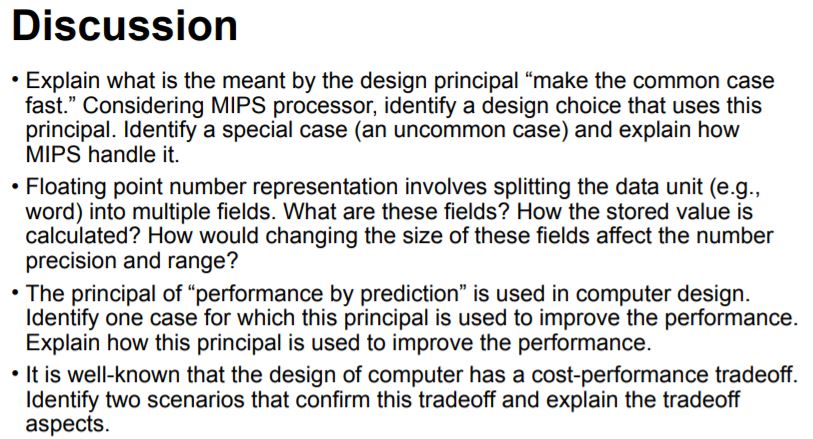 Discussion
• Explain what is the meant by the design principal “make the common case
fast.” Considering MIPS processor, identify a design choice that uses this
principal. Identify a special case (an uncommon case) and explain how
MIPS handle it.
• Floating point number representation involves splitting the data unit (e.g.,
word) into multiple fields. What are these fields? How the stored value is
calculated? How would changing the size of these fields affect the number
precision and range?
• The principal of “performance by prediction” is used in computer design.
Identify one case for which this principal is used to improve the performance.
Explain how this principal is used to improve the performance.
• It is well-known that the design of computer has a cost-performance tradeoff.
Identify two scenarios that confirm this tradeoff and explain the tradeoff
aspects.